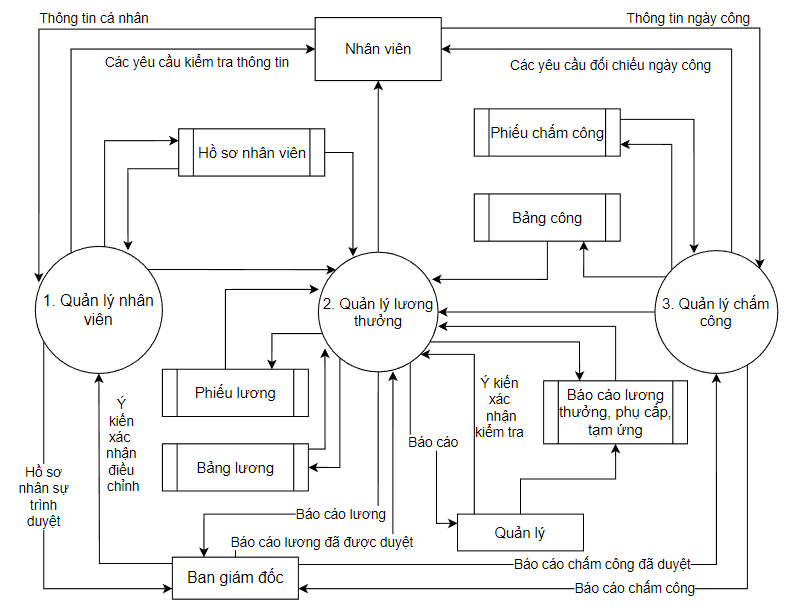 Thông tin cá nhân
Thông tin ngày công
Nhân viên
Các yêu cầu kiểm tra thông tin
Các yêu cầu đối chiếu ngày công
Phiếu chấm công
Hồ sơ nhân viên
Bảng công
1. Quản lý nhân
viên
2. Quản lý lương
thưởng
3. Quản lý chấm
công
Phiếu lương
Ý kiến
xác
nhận
kiểm tra
Báo cáo lương
thưởng, phụ cấp,
tạm ứng
Ý
kiến
xác
nhận
điều
chỉnh
Báo cáo
Bảng lương
Hồ sơ
nhân sự
trình
duyệt
Báo cáo lương
Quản lý
Báo cáo lương đã được duyệt
Báo cáo chấm công đã duyệt
Ban giám đốc
Báo cáo chấm công